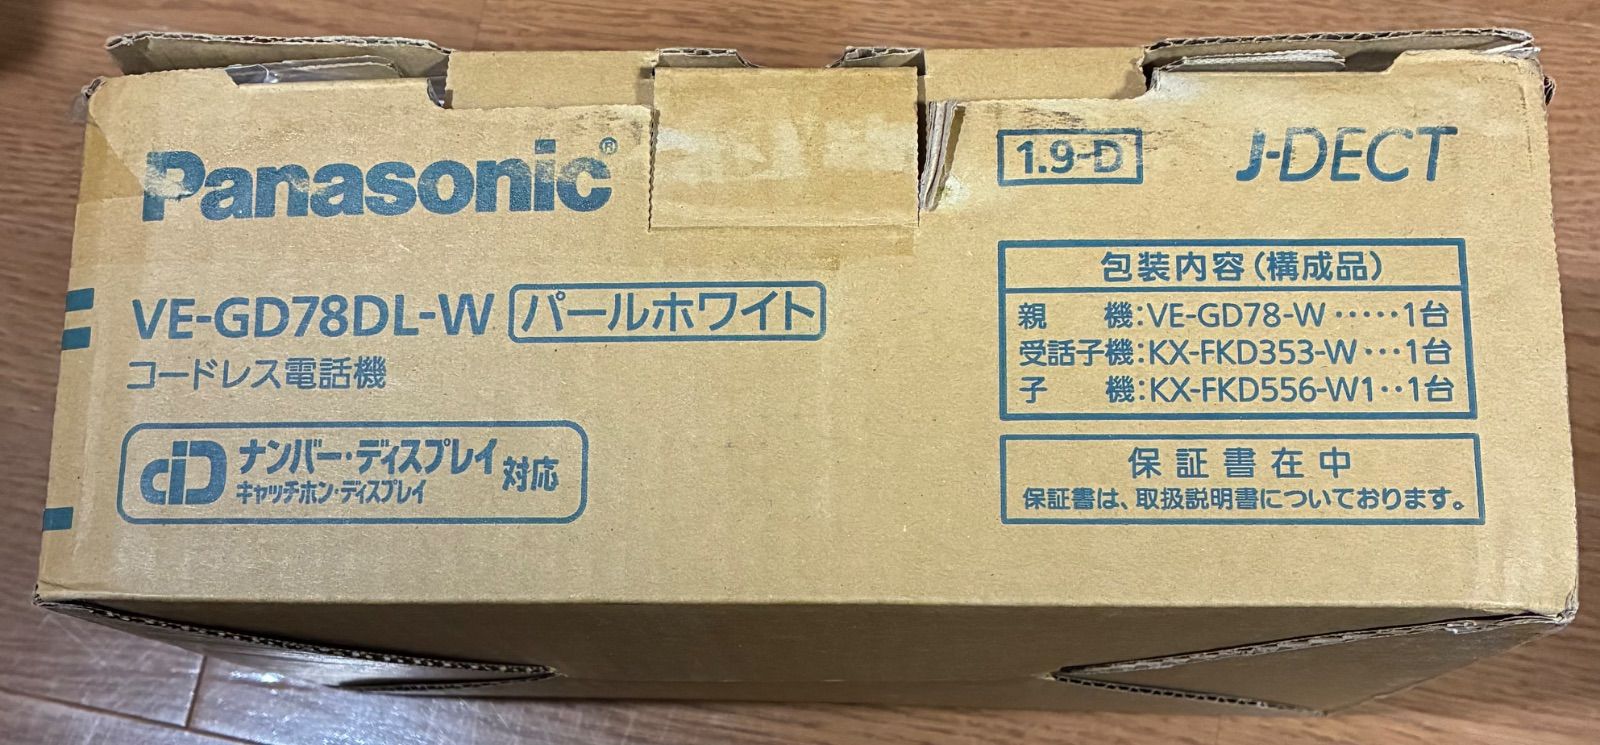 Panasonic®
VE-GD78DL-W パールホワイト
コードレス電話機
ナンバー・ディスプレイ
キャッチホン・ディスプレイ
対応
1.9-D
J-DECT
包装内容(構成品)
親 機:VE-GD78-W ‥‥‥1台
受話子機:KX-FKD353-W‥・1台
子 機:KX-FKD556-W1‥1台
保証書在中
保証書は、取扱説明書についております。